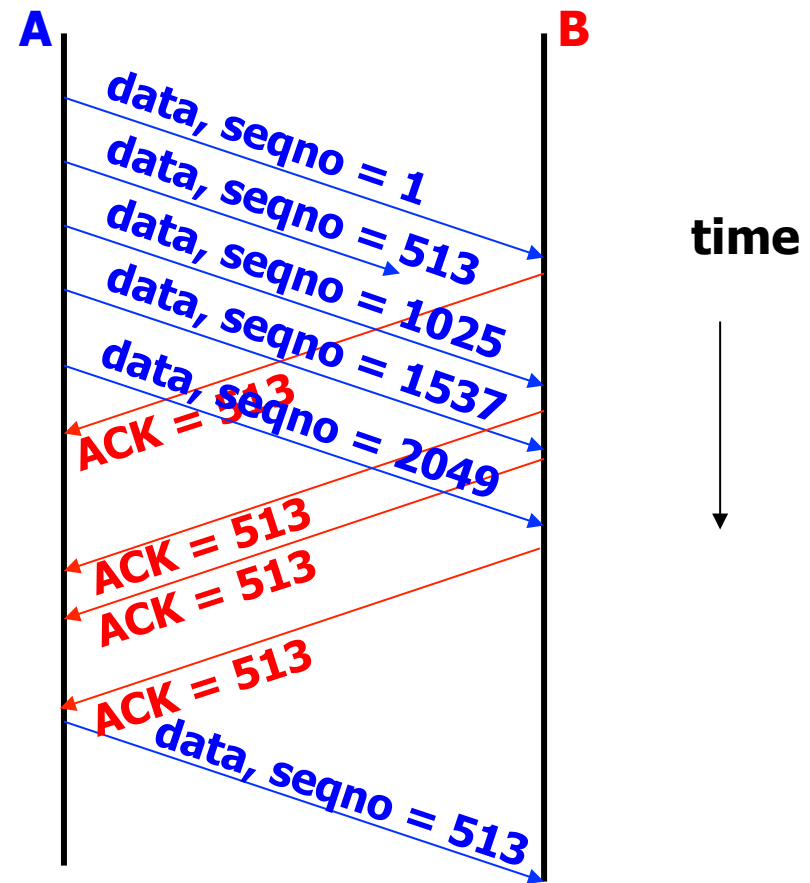 A
B
data, seqno = 1
data, seqno = 513
data, seqno = 1025
data, seqno = 1537
data, seqno = 2049
time
ACK = 513
ACK = 513
ACK = 513
ACK = 513
data, seqno = 513